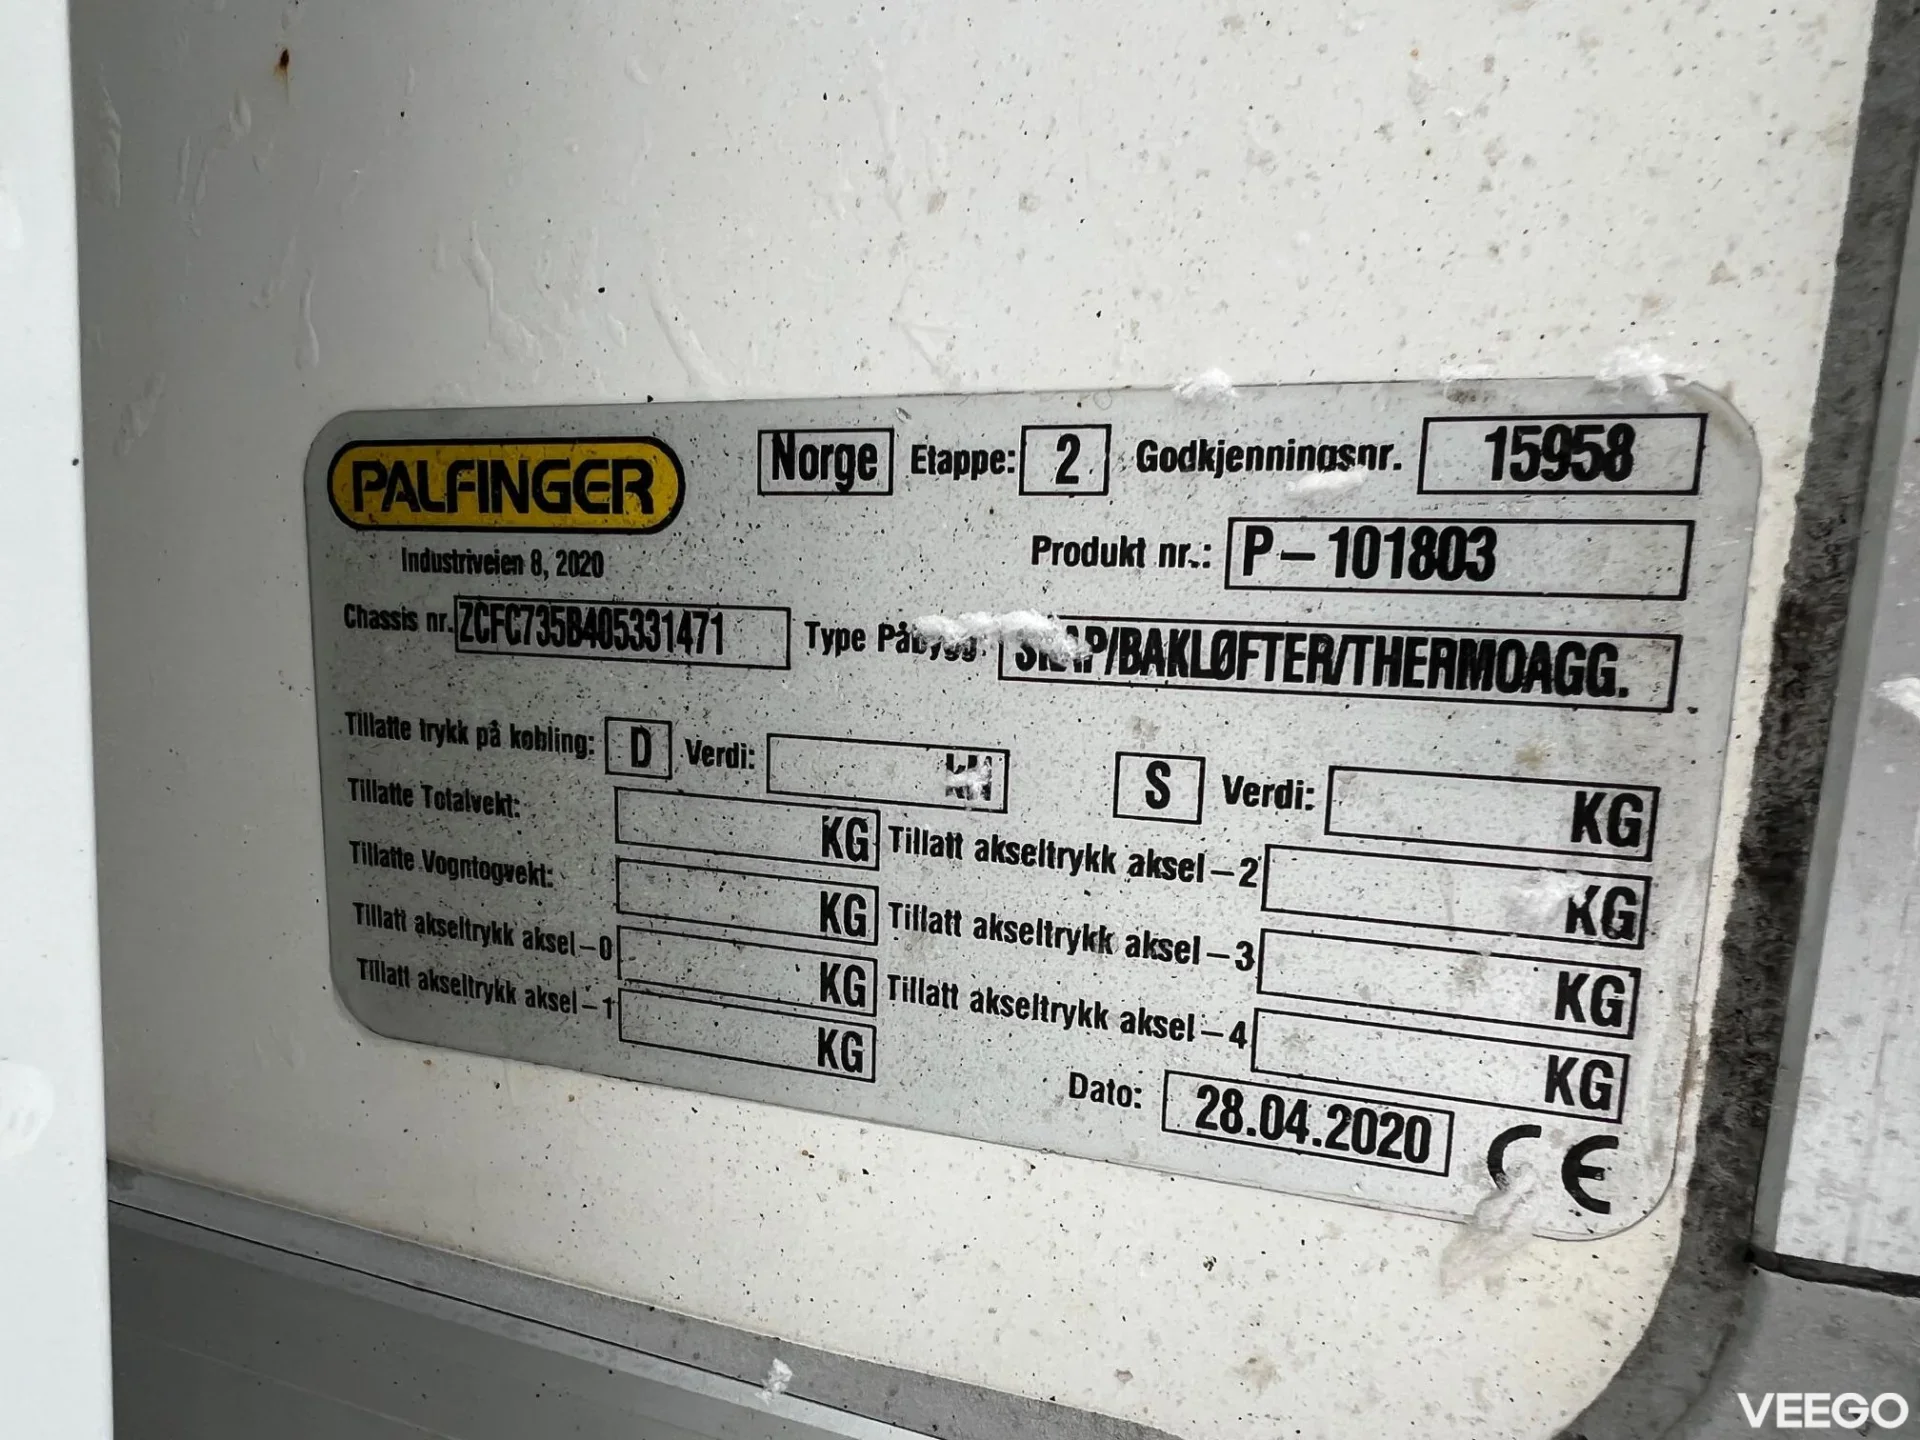 PALFINGER
Norge Etappe: 2 Godkjenningsnr. 15958
Industriveien 8, 2020
Produkt nr.: P-101803
Chassis nr. ZCFC735B405331471 Type Påbygg: SKAP/BAKLØFTER/THERMOAGG.
Tillatte trykk på kobling: D Verdi: kN S Verdi: KG
Tillatte Totalvekt: KG Tillatt akseltrykk aksel-2 KG
Tillatte Vogntogvekt: KG Tillatt akseltrykk aksel-3 KG
Tillatt akseltrykk aksel-0 KG Tillatt akseltrykk aksel-4 KG
Tillatt akseltrykk aksel-1 KG
Dato: 28.04.2020 CE
VEEGO